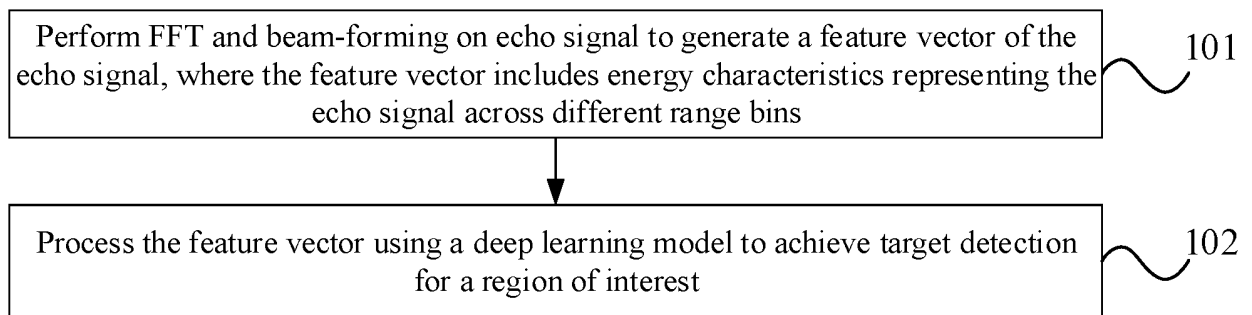 Perform FFT and beam-forming on echo signal to generate a feature vector of the
echo signal, where the feature vector includes energy characteristics representing the
echo signal across different range bins
101
Process the feature vector using a deep learning model to achieve target detection
for a region of interest
102